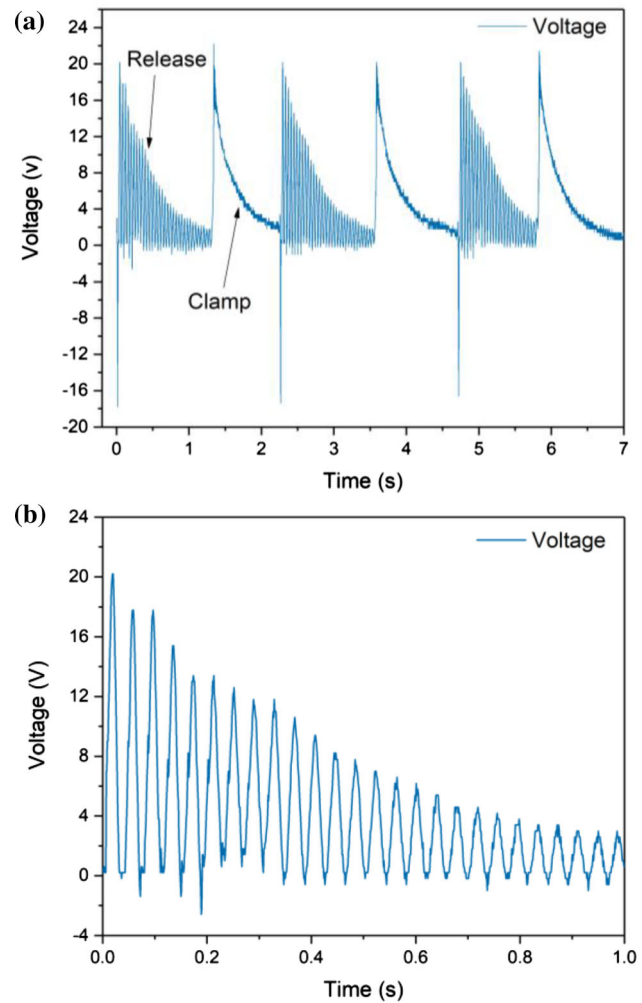 (a)
24
20
16
12
8
4
0
-4
-8
-12
-16
-20
Voltage (v)
Voltage
Release
Clamp
0 1 2 3 4 5 6 7
Time (s)
(b)
24
20
16
12
8
4
0
-4
Voltage (V)
Voltage
0.0 0.2 0.4 0.6 0.8 1.0
Time (s)